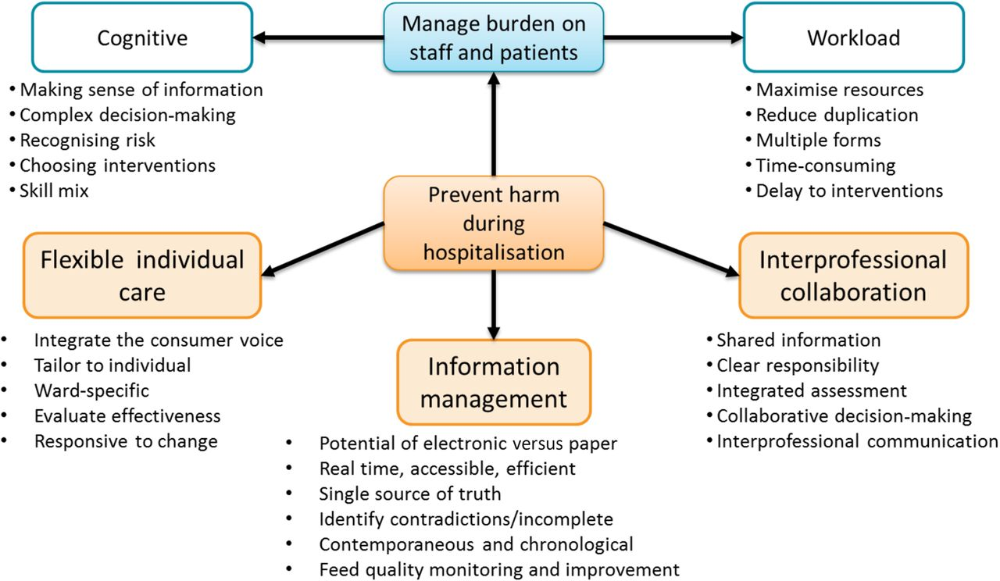 Cognitive
Manage burden on
staff and patients
Workload
• Making sense of information
• Complex decision-making
• Recognising risk
• Choosing interventions
• Skill mix
• Maximise resources
• Reduce duplication
• Multiple forms
• Time-consuming
• Delay to interventions
Prevent harm
during
hospitalisation
Flexible individual
care
Interprofessional
collaboration
• Integrate the consumer voice
• Tailor to individual
• Ward-specific
• Evaluate effectiveness
• Responsive to change
Information
management
• Shared information
• Clear responsibility
• Integrated assessment
• Collaborative decision-making
• Interprofessional communication
• Potential of electronic versus paper
• Real time, accessible, efficient
• Single source of truth
• Identify contradictions/incomplete
• Contemporaneous and chronological
• Feed quality monitoring and improvement